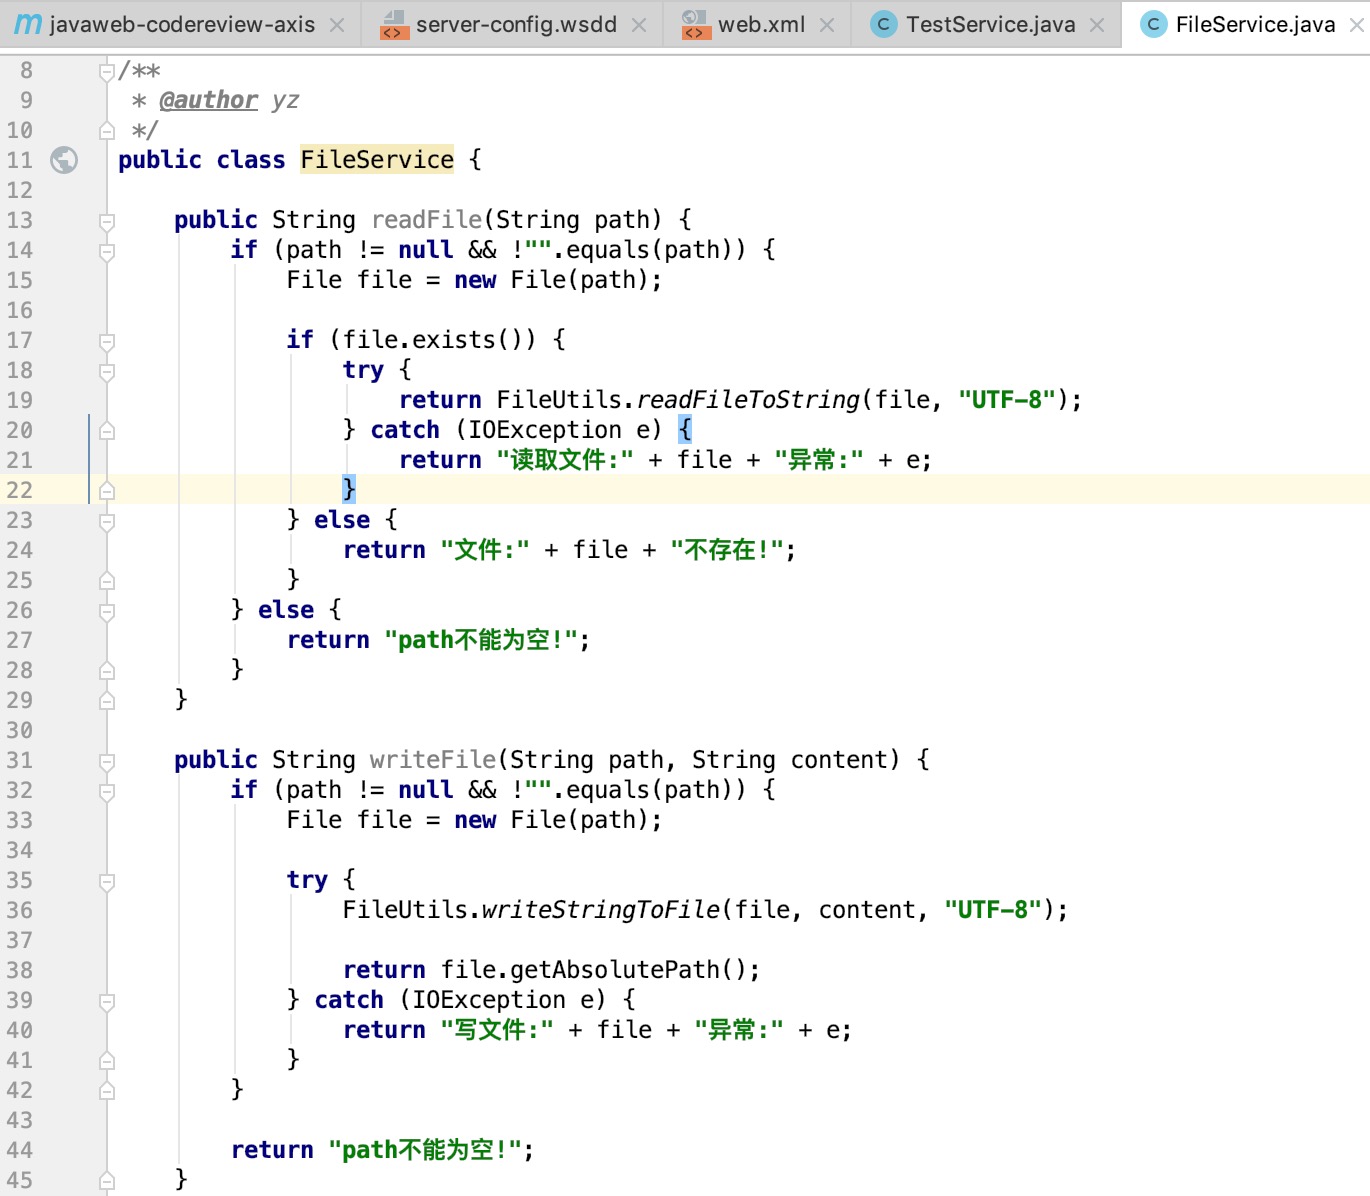 javaweb-codereview-axis server-config.wsdd web.xml TestService.java FileService.java
8 /**
9  * @author yz
10  */
11 public class FileService {
12
13     public String readFile(String path) {
14         if (path != null && !"".equals(path)) {
15             File file = new File(path);
16
17             if (file.exists()) {
18                 try {
19                     return FileUtils.readFileToString(file, "UTF-8");
20                 } catch (IOException e) {
21                     return "读取文件:" + file + "异常:" + e;
22                 }
23             } else {
24                 return "文件:" + file + "不存在!";
25             }
26         } else {
27             return "path不能为空!";
28         }
29     }
30
31     public String writeFile(String path, String content) {
32         if (path != null && !"".equals(path)) {
33             File file = new File(path);
34
35             try {
36                 FileUtils.writeStringToFile(file, content, "UTF-8");
37
38                 return file.getAbsolutePath();
39             } catch (IOException e) {
40                 return "写文件:" + file + "异常:" + e;
41             }
42         }
43
44         return "path不能为空!";
45     }